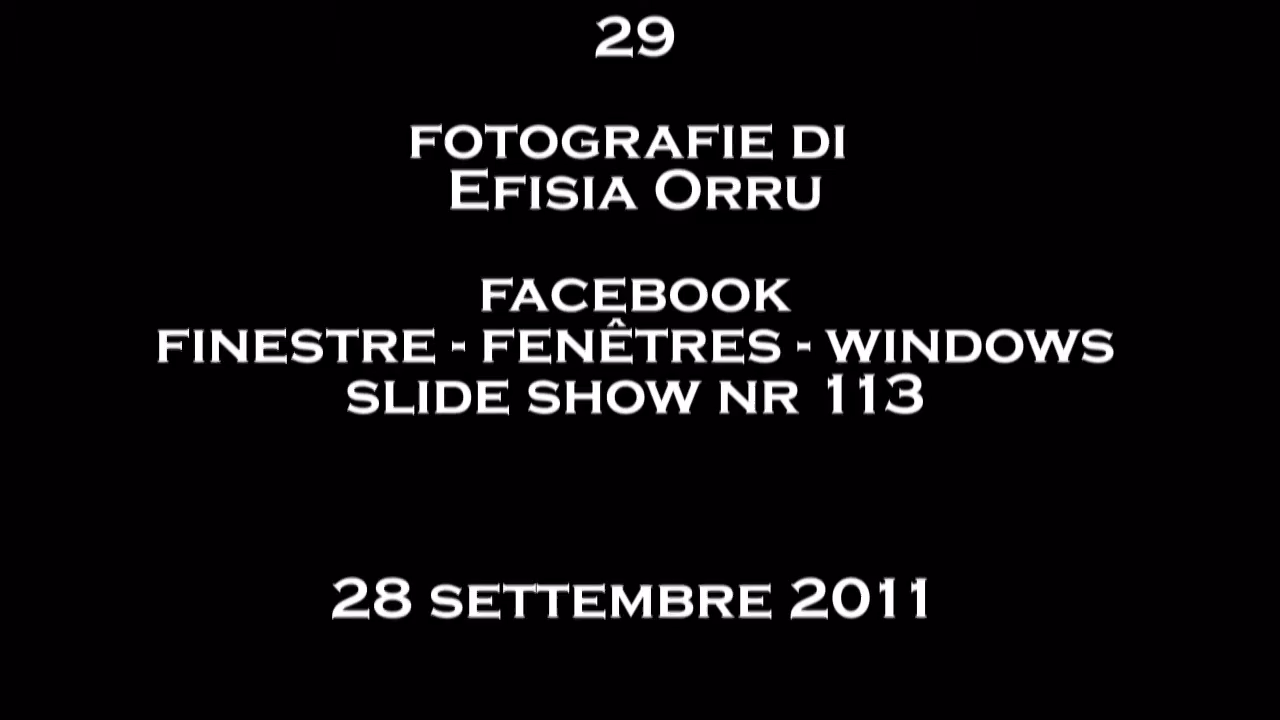 29
FOTOGRAFIE DI
EFISIA ORRU
FACEBOOK
FINESTRE - FENÊTRES - WINDOWS
SLIDE SHOW NR 113
28 SETTEMBRE 2011